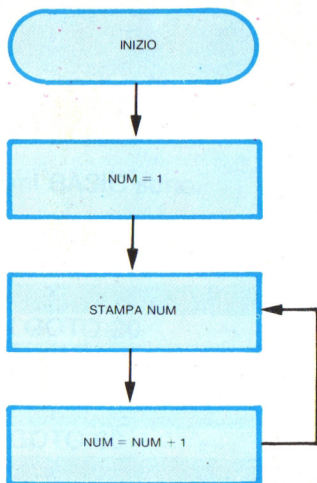 INIZIO
NUM = 1
STAMPA NUM
NUM = NUM + 1